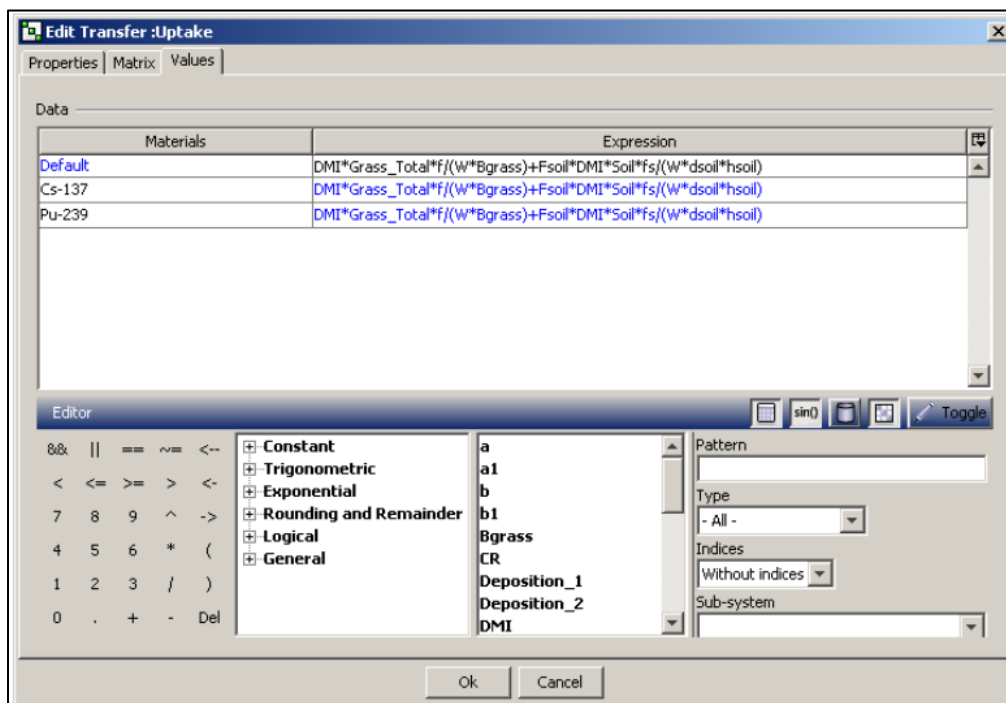 Edit Transfer :Uptake
Properties Matrix Values
Data
Materials Expression
Default DMI*Grass_Total*f/(W*Bgrass)+Fsoil*DMI*Soil*fs/(W*dsoil*hsoil)
Cs-137 DMI*Grass_Total*f/(W*Bgrass)+Fsoil*DMI*Soil*fs/(W*dsoil*hsoil)
Pu-239 DMI*Grass_Total*f/(W*Bgrass)+Fsoil*DMI*Soil*fs/(W*dsoil*hsoil)
Editor sin() Toggle
&& || == ~= <--
< <= >= > <-
7 8 9 ^ ->
4 5 6 * (
1 2 3 / )
0 . + - Del
Constant
Trigonometric
Exponential
Rounding and Remainder
Logical
General
a
a1
b
b1
Bgrass
CR
Deposition_1
Deposition_2
DMI
Pattern
Type
- All -
Indices
Without indices
Sub-system
Ok Cancel